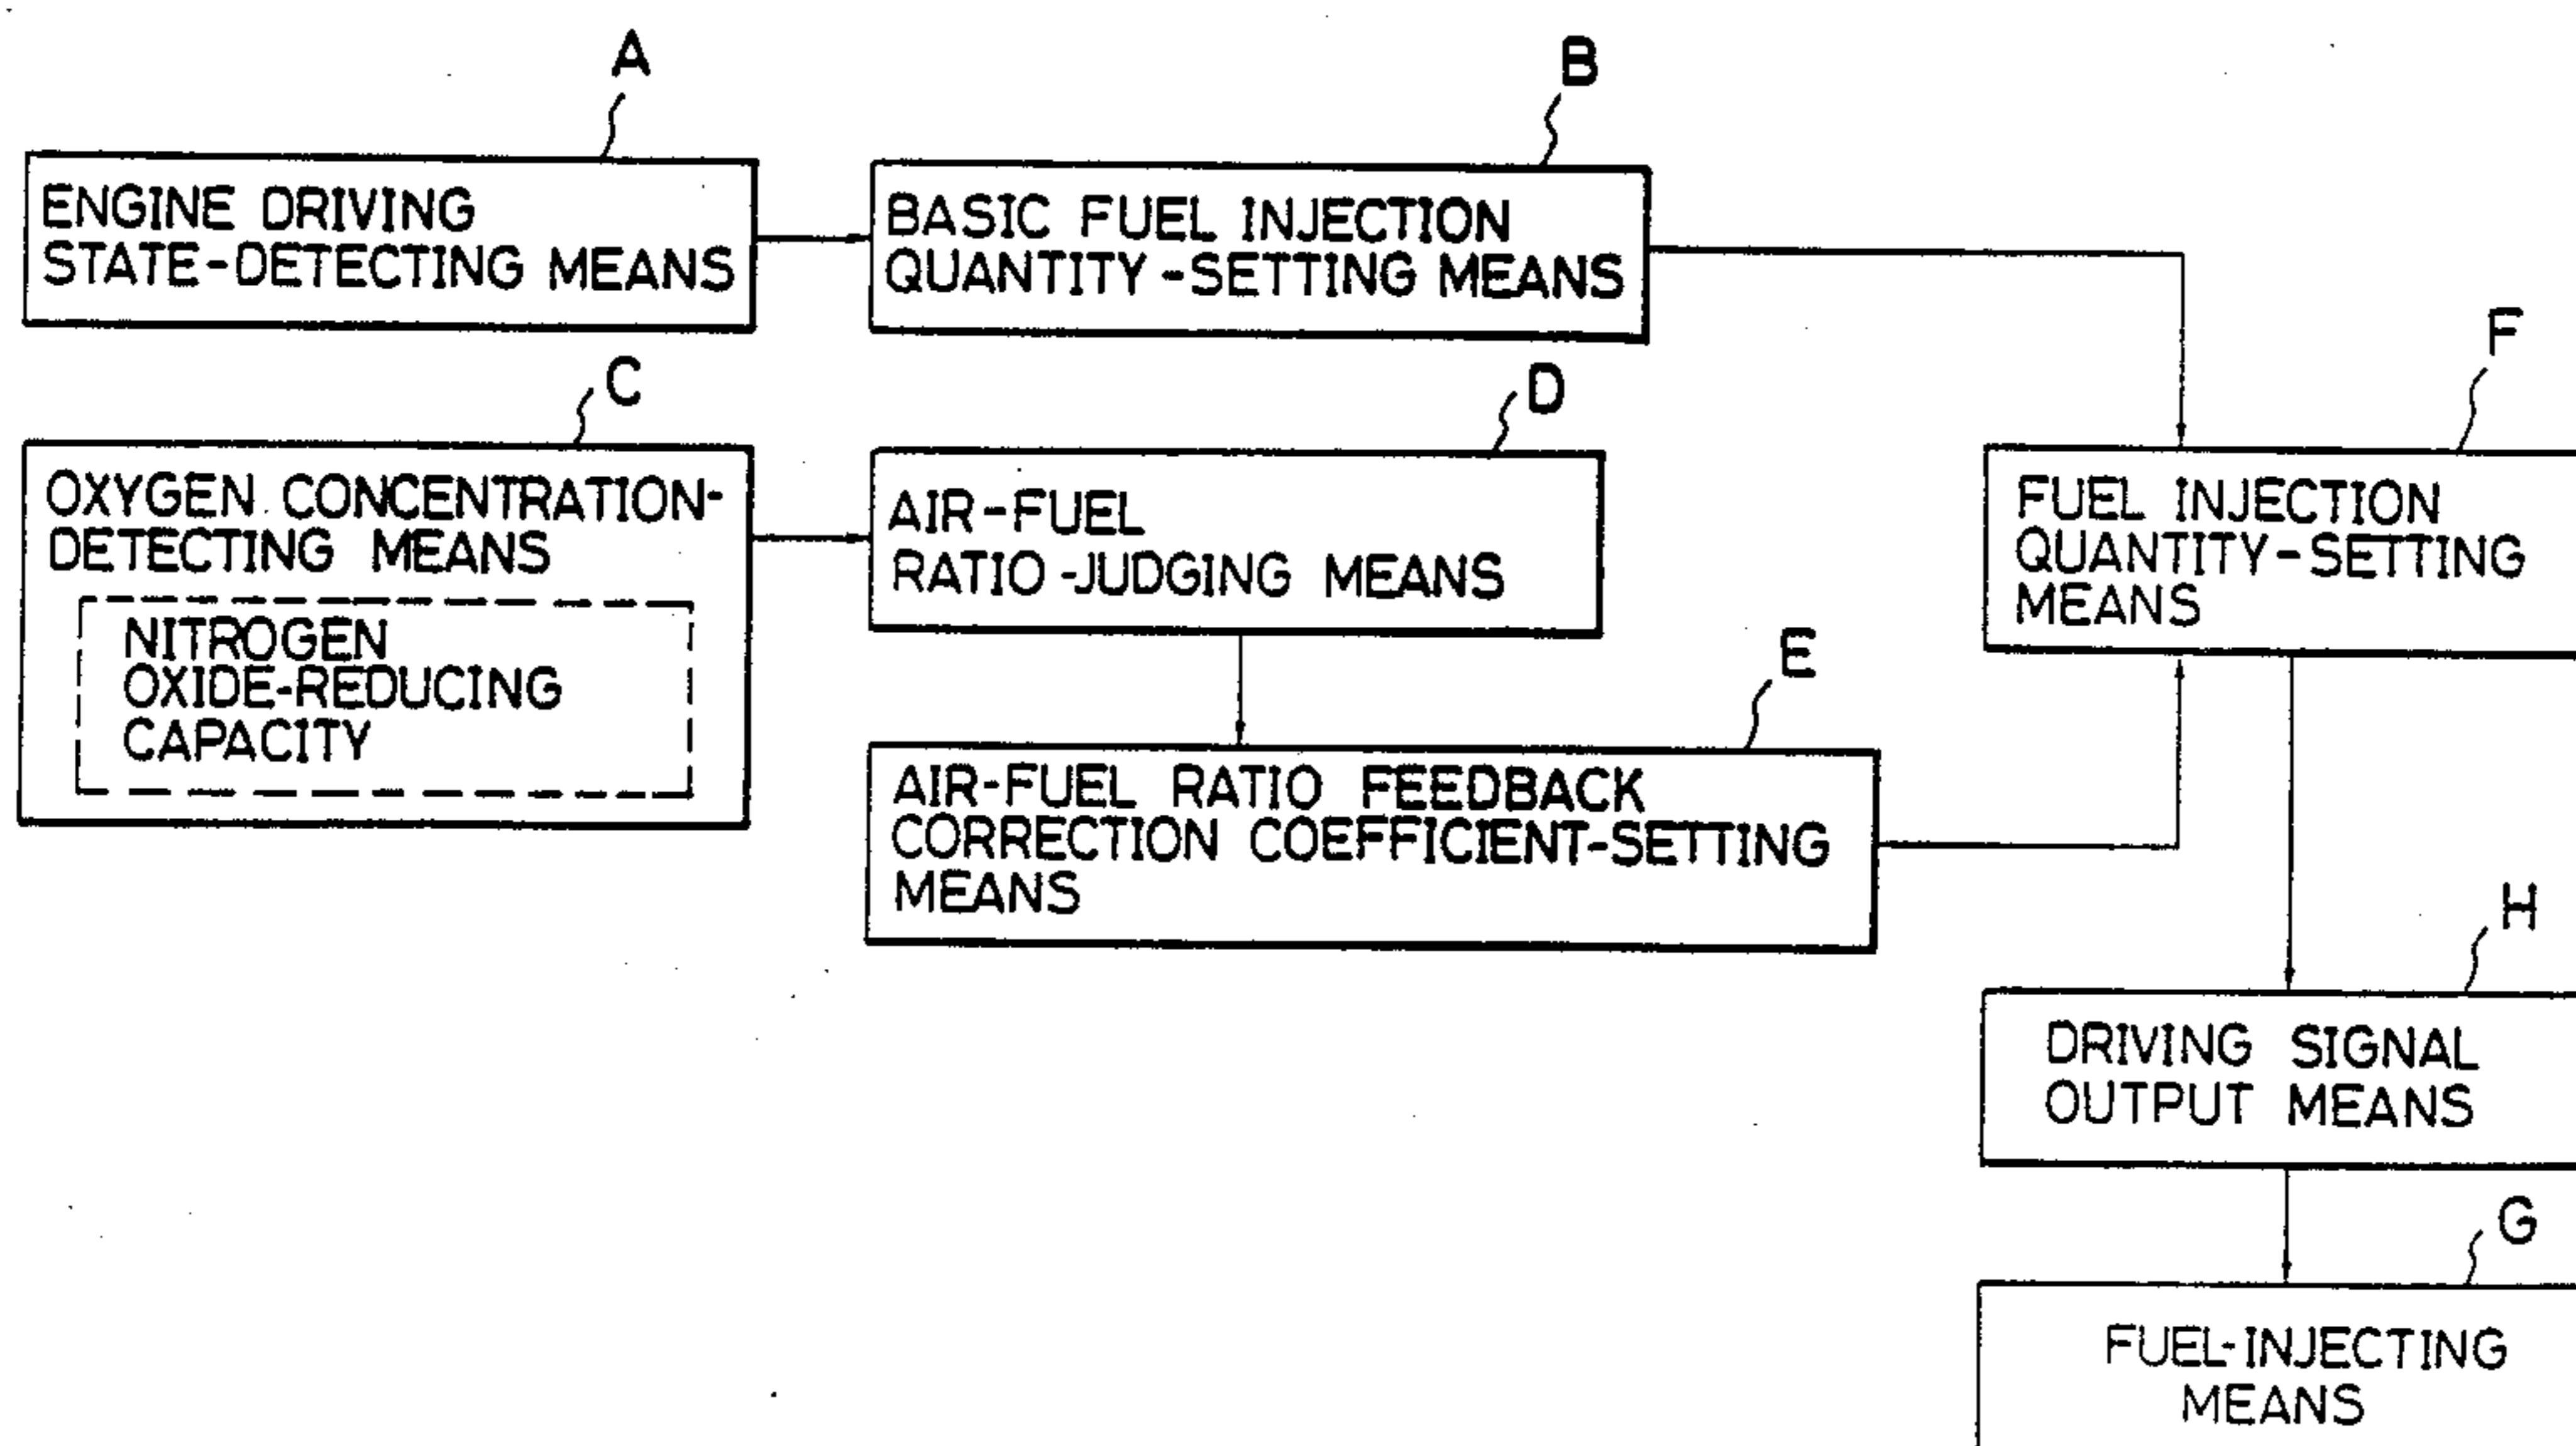 A
ENGINE DRIVING
STATE-DETECTING MEANS
B
BASIC FUEL INJECTION
QUANTITY-SETTING MEANS
C
OXYGEN CONCENTRATION-
DETECTING MEANS
NITROGEN
OXIDE-REDUCING
CAPACITY
D
AIR-FUEL
RATIO-JUDGING MEANS
E
AIR-FUEL RATIO FEEDBACK
CORRECTION COEFFICIENT-SETTING
MEANS
F
FUEL INJECTION
QUANTITY-SETTING
MEANS
H
DRIVING SIGNAL
OUTPUT MEANS
G
FUEL-INJECTING
MEANS